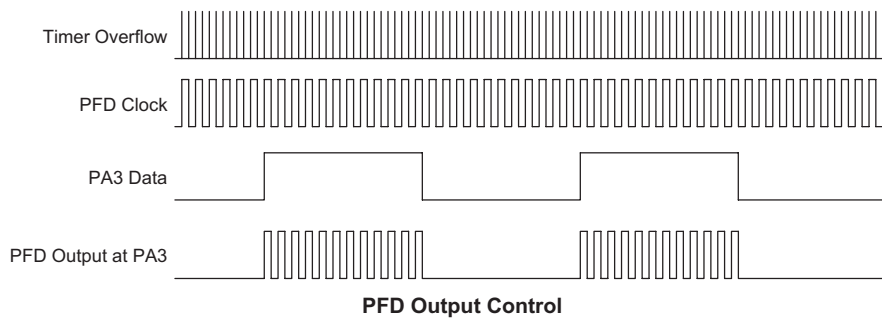 Timer Overflow
PFD Clock
PA3 Data
PFD Output at PA3
PFD Output Control